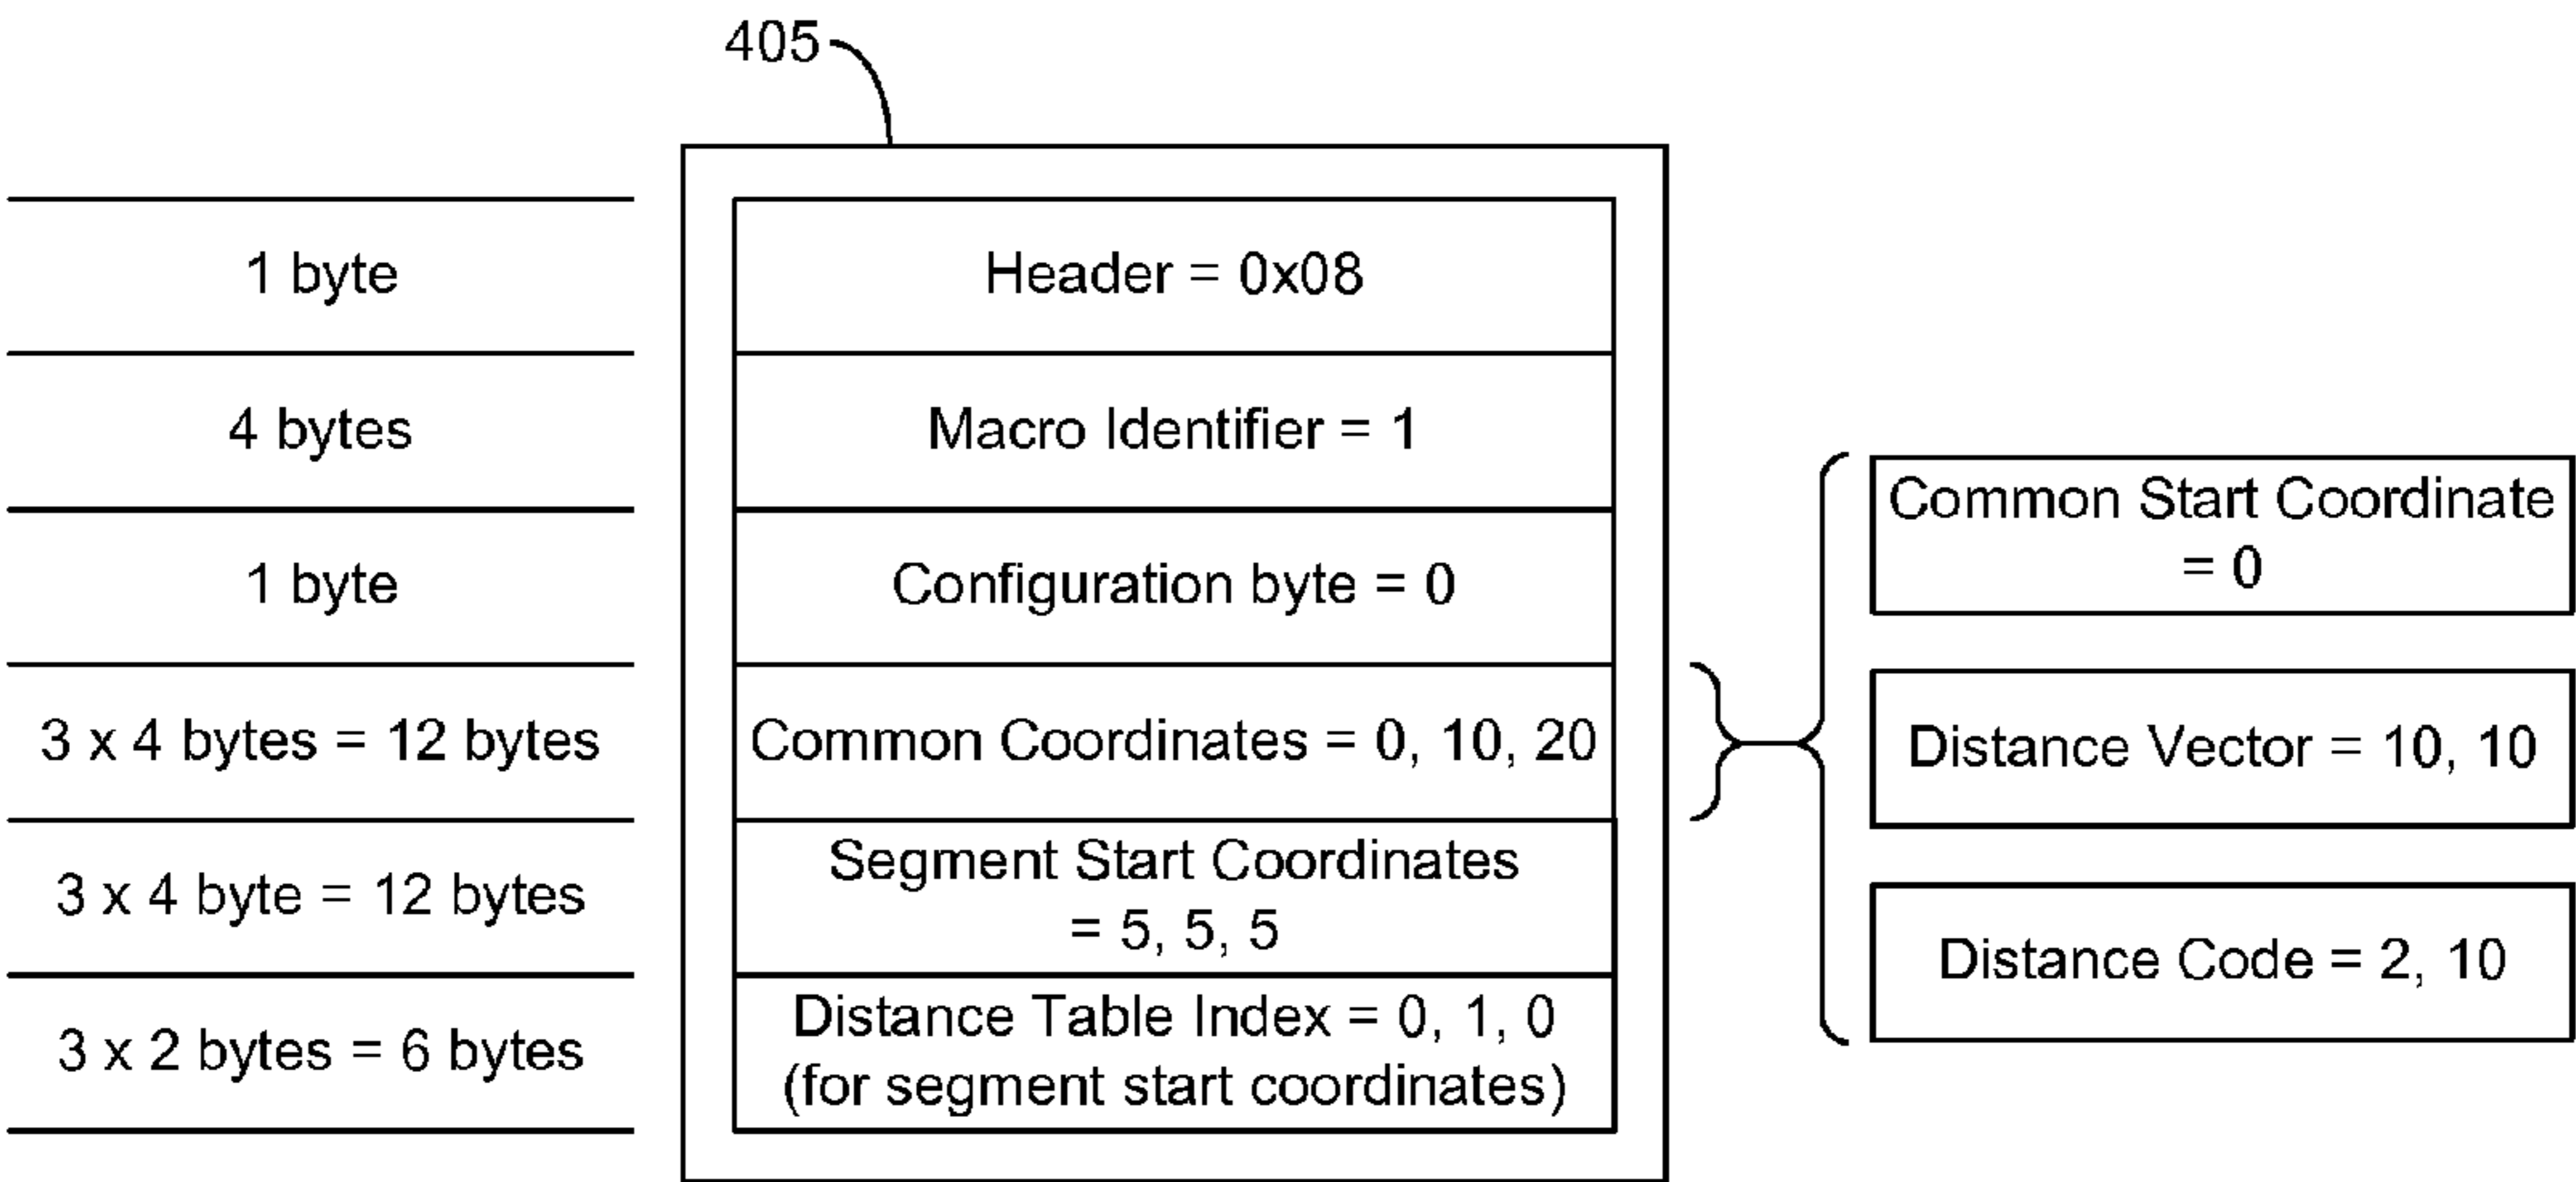 405
1 byte
Header = 0x08
4 bytes
Macro Identifier = 1
1 byte
Configuration byte = 0
3 x 4 bytes = 12 bytes
Common Coordinates = 0, 10, 20
3 x 4 byte = 12 bytes
Segment Start Coordinates
= 5, 5, 5
3 x 2 bytes = 6 bytes
Distance Table Index = 0, 1, 0
(for segment start coordinates)
Common Start Coordinate
= 0
Distance Vector = 10, 10
Distance Code = 2, 10